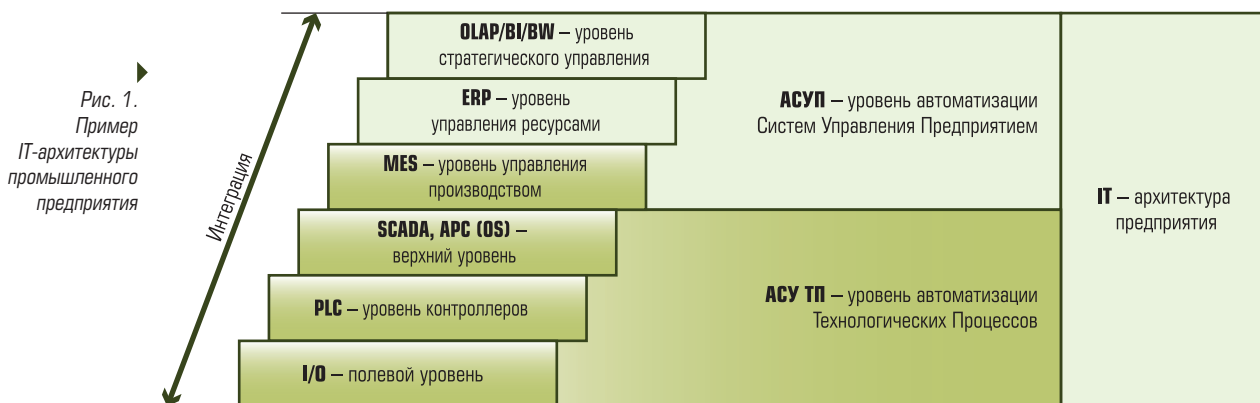 Рис. 1.
Пример
IT-архитектуры
промышленного
предприятия
Интеграция
OLAP/BI/BW – уровень
стратегического управления
ERP – уровень
управления ресурсами
MES – уровень управления
производством
SCADA, APC (OS) –
верхний уровень
PLC – уровень контроллеров
I/O – полевой уровень
АСУП – уровень автоматизации
Систем Управления Предприятием
АСУ ТП – уровень автоматизации
Технологических Процессов
IT – архитектура
предприятия